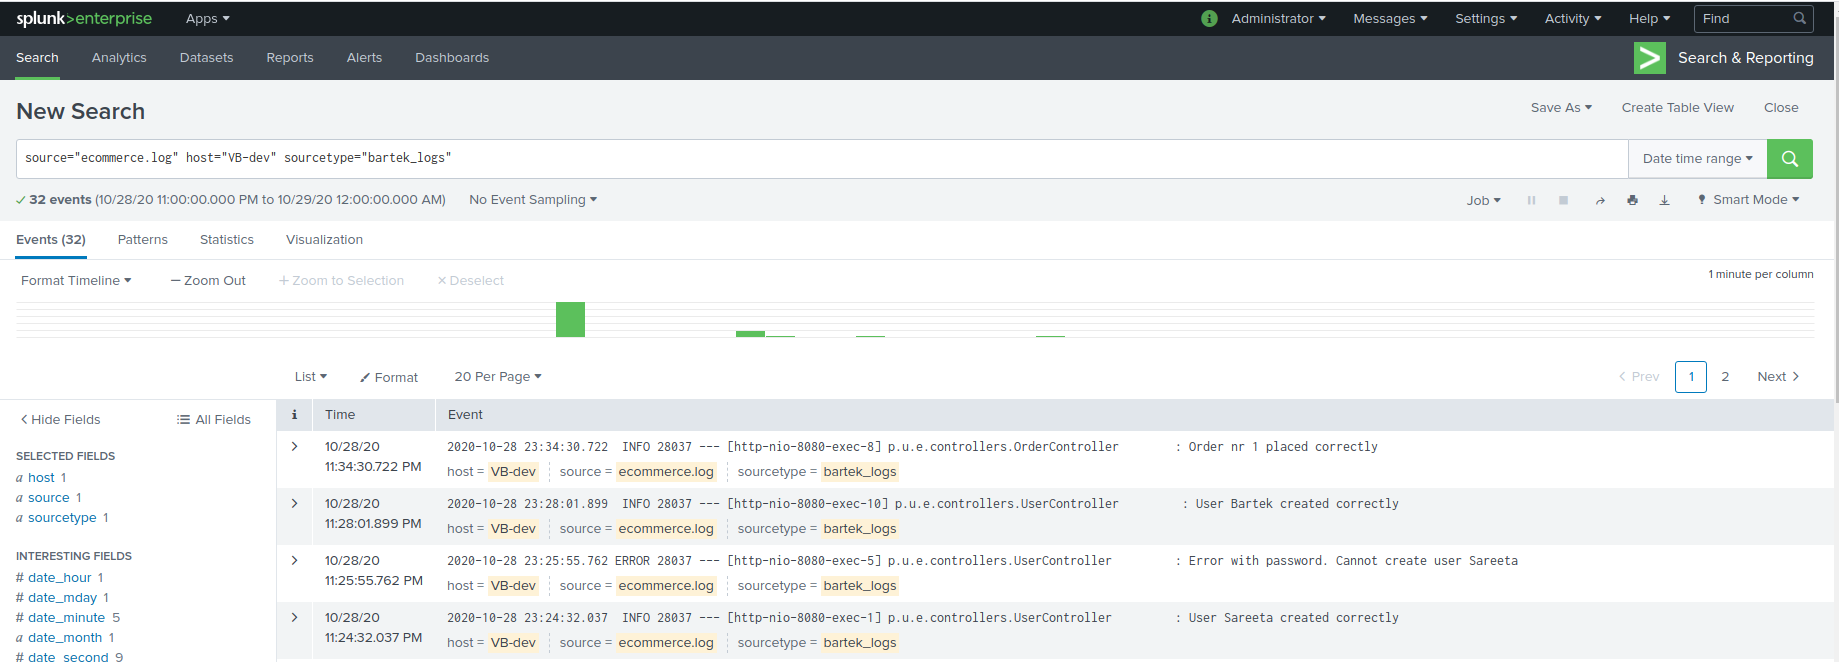 splunk>enterprise Apps Administrator Messages Settings Activity Help Find
Search Analytics Datasets Reports Alerts Dashboards Search & Reporting
New Search Save As Create Table View Close
source="ecommerce.log" host="VB-dev" sourcetype="bartek_logs" Date time range
32 events (10/28/20 11:00:00.000 PM to 10/29/20 12:00:00.000 AM) No Event Sampling Job Smart Mode
Events (32) Patterns Statistics Visualization
Format Timeline — Zoom Out + Zoom to Selection × Deselect 1 minute per column
List Format 20 Per Page < Prev 1 2 Next >
< Hide Fields All Fields i Time Event
SELECTED FIELDS
a host 1
a source 1
a sourcetype 1
INTERESTING FIELDS
# date_hour 1
# date_mday 1
# date_minute 5
a date_month 1
# date_second 9
> 10/28/20 2020-10-28 23:34:30.722  INFO 28037 --- [http-nio-8080-exec-8] p.u.e.controllers.OrderController        : Order nr 1 placed correctly
11:34:30.722 PM host = VB-dev source = ecommerce.log sourcetype = bartek_logs
> 10/28/20 2020-10-28 23:28:01.899  INFO 28037 --- [http-nio-8080-exec-10] p.u.e.controllers.UserController         : User Bartek created correctly
11:28:01.899 PM host = VB-dev source = ecommerce.log sourcetype = bartek_logs
> 10/28/20 2020-10-28 23:25:55.762 ERROR 28037 --- [http-nio-8080-exec-5] p.u.e.controllers.UserController         : Error with password. Cannot create user Sareeta
11:25:55.762 PM host = VB-dev source = ecommerce.log sourcetype = bartek_logs
> 10/28/20 2020-10-28 23:24:32.037  INFO 28037 --- [http-nio-8080-exec-1] p.u.e.controllers.UserController         : User Sareeta created correctly
11:24:32.037 PM host = VB-dev source = ecommerce.log sourcetype = bartek_logs